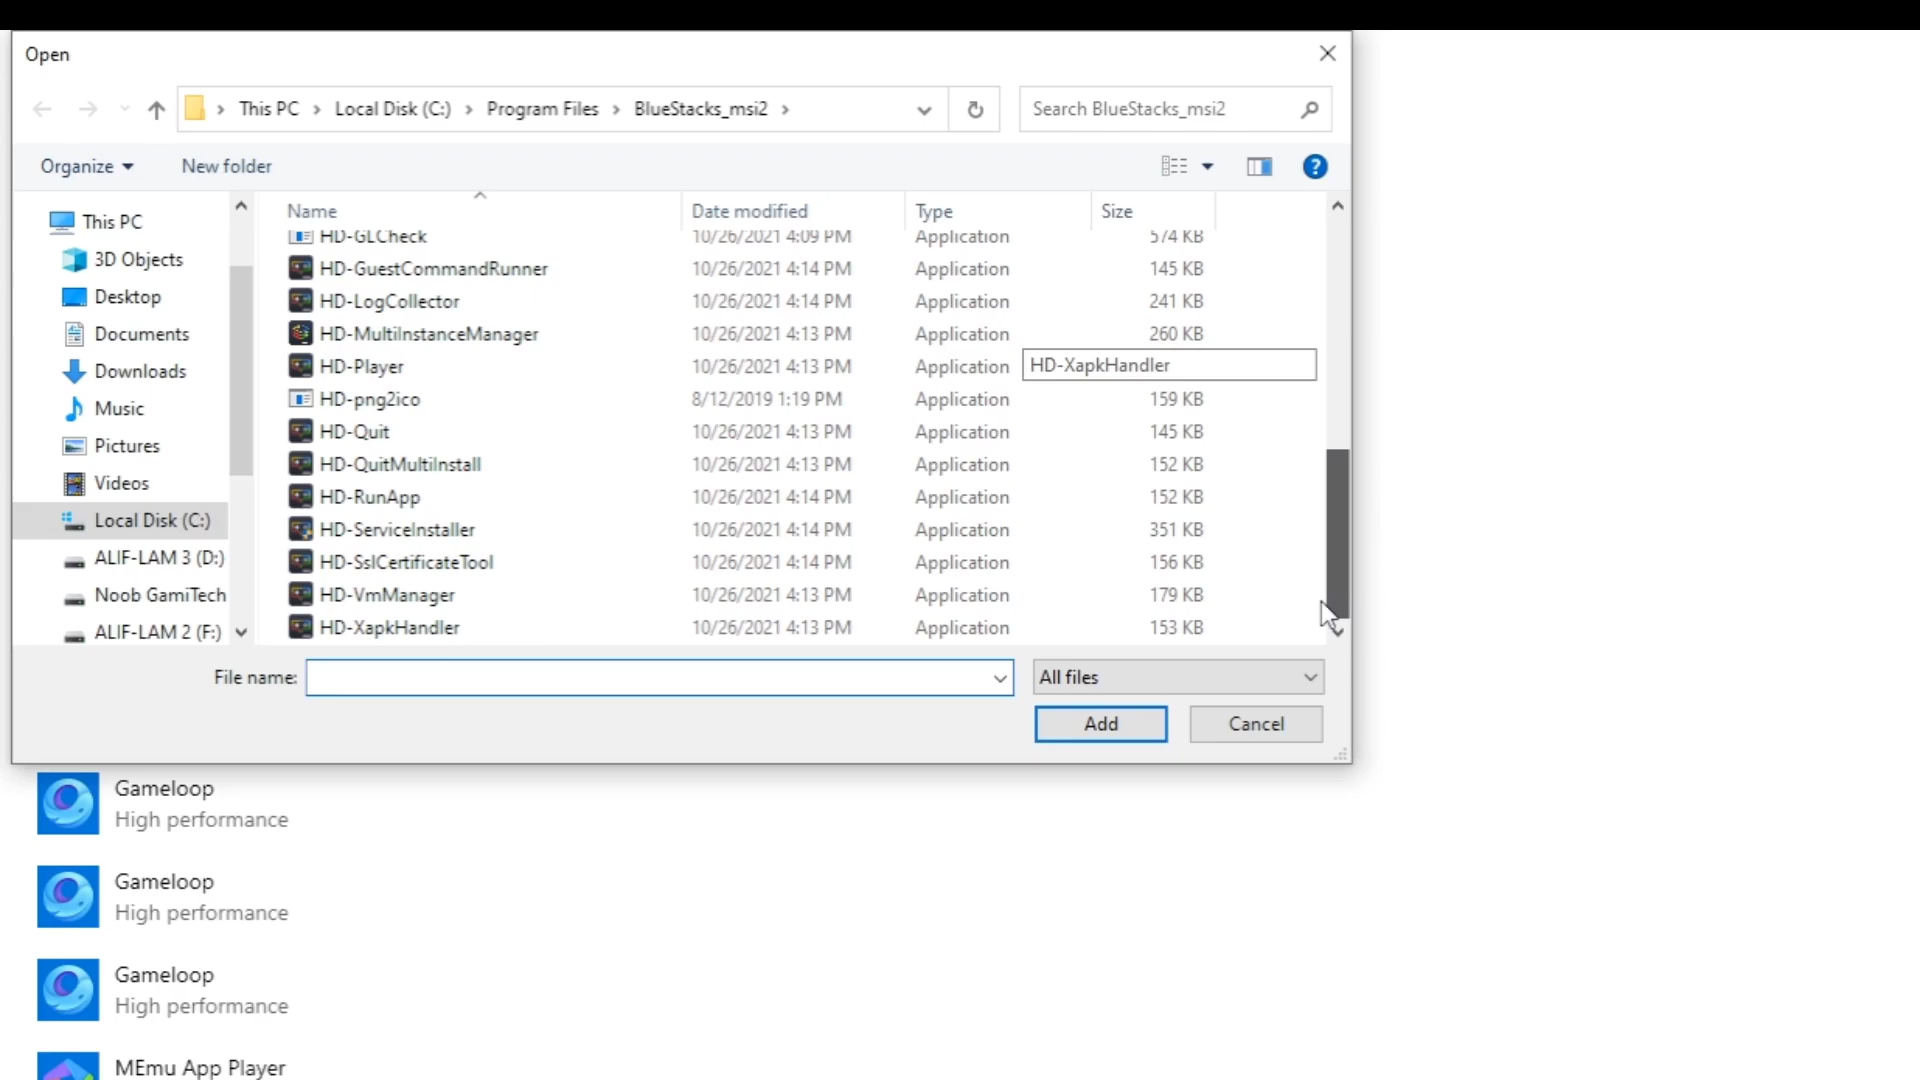 Open
This PC Local Disk (C:) Program Files BlueStacks_msi2
Search BlueStacks_msi2
Organize New folder ?
Name Date modified Type Size
This PC
3D Objects
Desktop
Documents
Downloads
Music
Pictures
Videos
Local Disk (C:)
ALIF-LAM 3 (D:)
Noob GamiTech
ALIF-LAM 2 (F:)
HD-GLCheck 10/26/2021 4:09 PM Application 574 KB
HD-GuestCommandRunner 10/26/2021 4:14 PM Application 145 KB
HD-LogCollector 10/26/2021 4:14 PM Application 241 KB
HD-MultiInstanceManager 10/26/2021 4:13 PM Application 260 KB
HD-Player 10/26/2021 4:13 PM Application HD-XapkHandler
HD-png2ico 8/12/2019 1:19 PM Application 159 KB
HD-Quit 10/26/2021 4:13 PM Application 145 KB
HD-QuitMultiInstall 10/26/2021 4:13 PM Application 152 KB
HD-RunApp 10/26/2021 4:14 PM Application 152 KB
HD-ServiceInstaller 10/26/2021 4:14 PM Application 351 KB
HD-SslCertificateTool 10/26/2021 4:14 PM Application 156 KB
HD-VmManager 10/26/2021 4:13 PM Application 179 KB
HD-XapkHandler 10/26/2021 4:13 PM Application 153 KB
File name: All files
Add Cancel
Gameloop
High performance
Gameloop
High performance
Gameloop
High performance
MEmu App Player